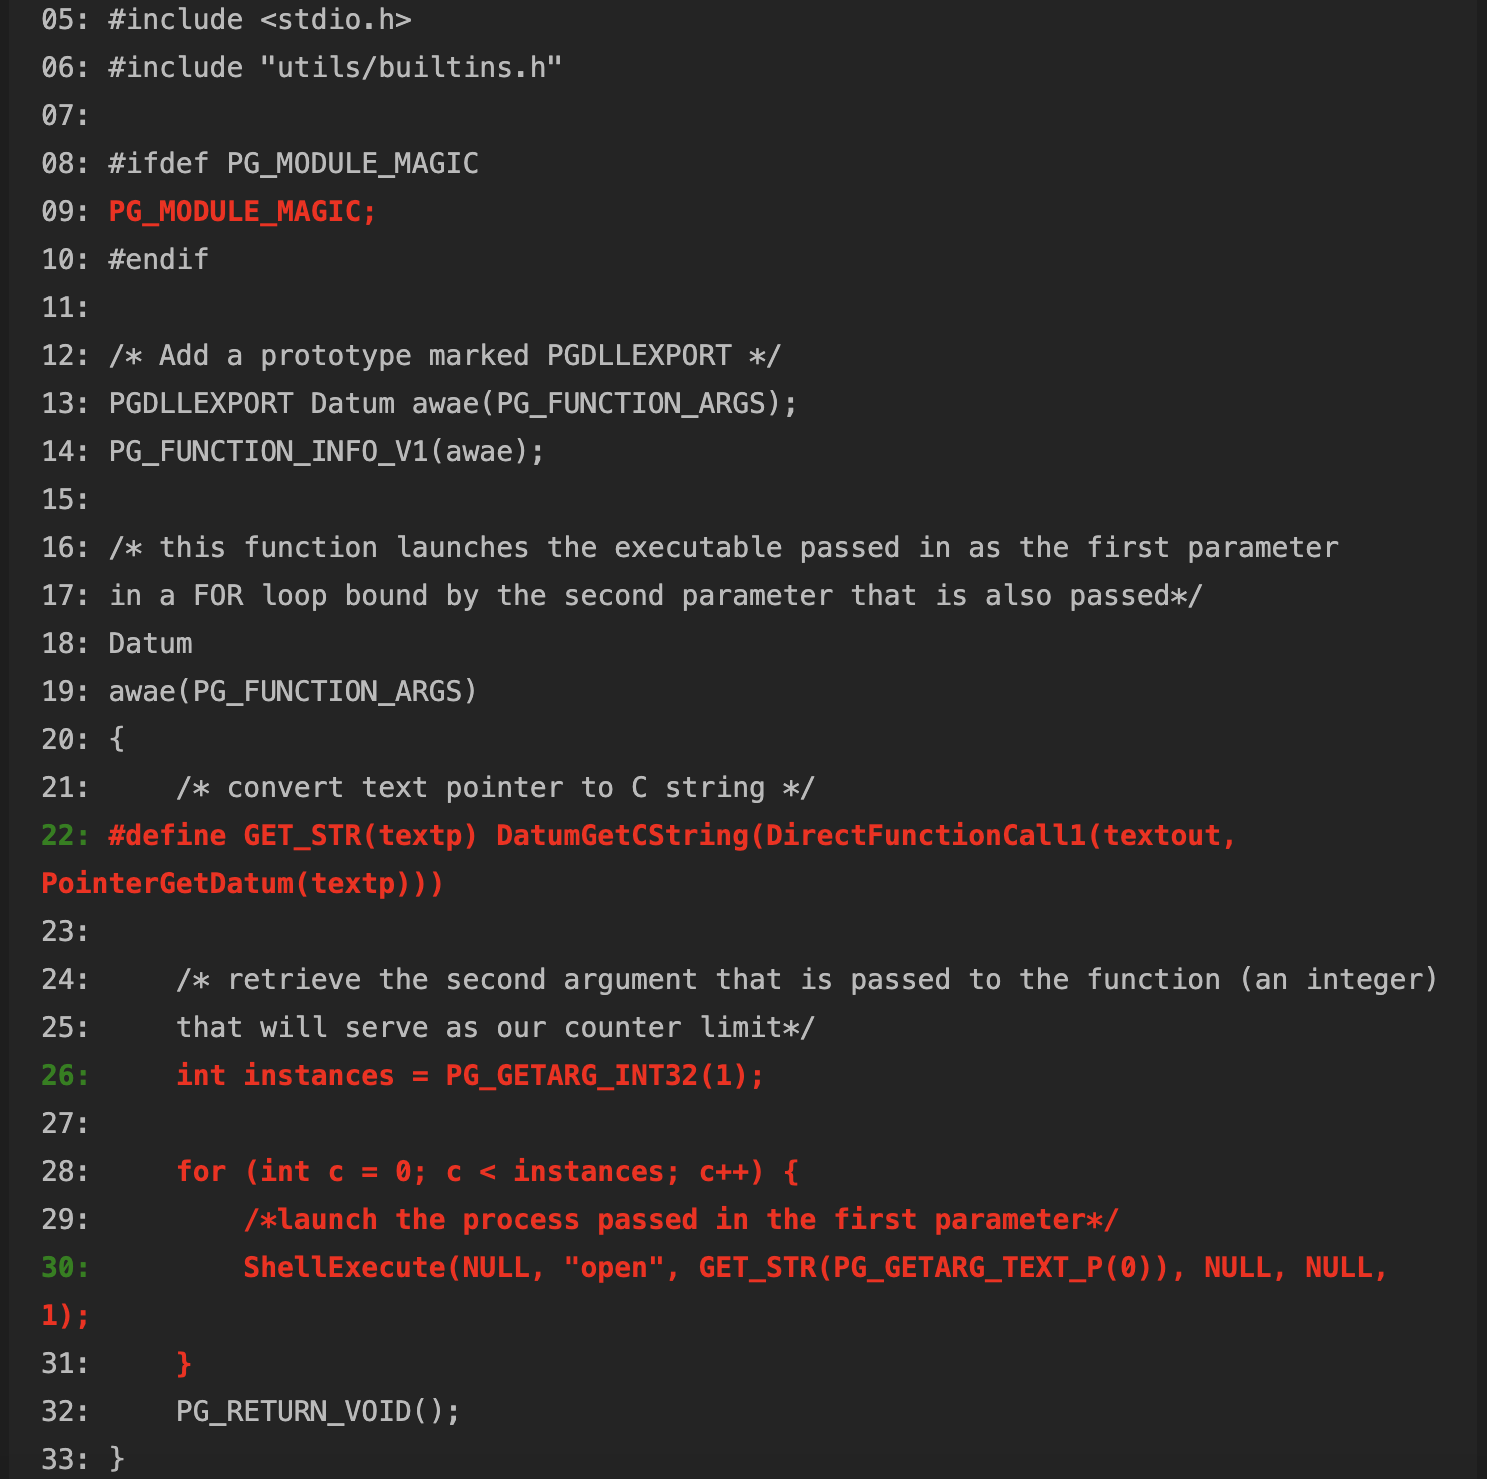 05: #include <stdio.h>
06: #include "utils/builtins.h"
07:
08: #ifdef PG_MODULE_MAGIC
09: PG_MODULE_MAGIC;
10: #endif
11:
12: /* Add a prototype marked PGDLLEXPORT */
13: PGDLLEXPORT Datum awae(PG_FUNCTION_ARGS);
14: PG_FUNCTION_INFO_V1(awae);
15:
16: /* this function launches the executable passed in as the first parameter
17: in a FOR loop bound by the second parameter that is also passed*/
18: Datum
19: awae(PG_FUNCTION_ARGS)
20: {
21:     /* convert text pointer to C string */
22: #define GET_STR(textp) DatumGetCString(DirectFunctionCall1(textout,
PointerGetDatum(textp)))
23:
24:     /* retrieve the second argument that is passed to the function (an integer)
25:     that will serve as our counter limit*/
26:     int instances = PG_GETARG_INT32(1);
27:
28:     for (int c = 0; c < instances; c++) {
29:         /*launch the process passed in the first parameter*/
30:         ShellExecute(NULL, "open", GET_STR(PG_GETARG_TEXT_P(0)), NULL, NULL,
1);
31:     }
32:     PG_RETURN_VOID();
33: }